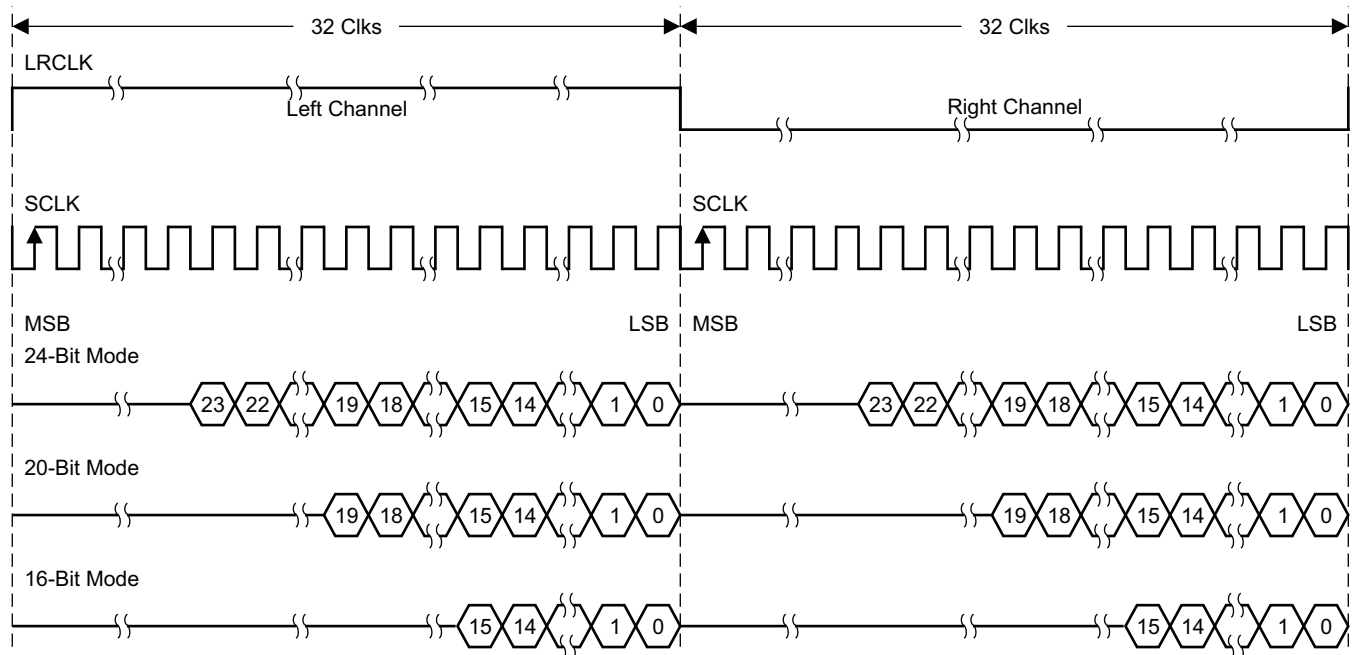 32 Clks 32 Clks
LRCLK
Left Channel Right Channel
SCLK SCLK
MSB LSB MSB LSB
24-Bit Mode
23 22 19 18 15 14 1 0 23 22 19 18 15 14 1 0
20-Bit Mode
19 18 15 14 1 0 19 18 15 14 1 0
16-Bit Mode
15 14 1 0 15 14 1 0